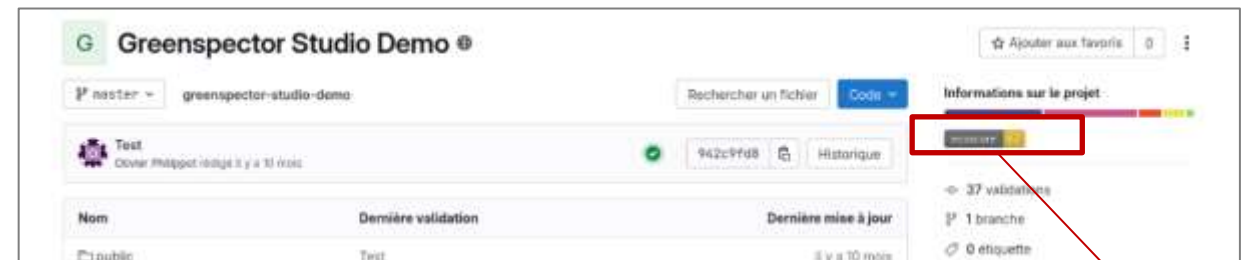 G Greenspector Studio Demo
Ajouter aux favoris 0
master greenspector-studio-demo
Rechercher un fichier Code
Informations sur le projet
Test
Olivier Philippot rédigé il y a 10 mois
942c9fd8 Historique
37 validations
Nom Dernière validation Dernière mise à jour
1 branche
public Test il y a 10 mois
0 étiquette